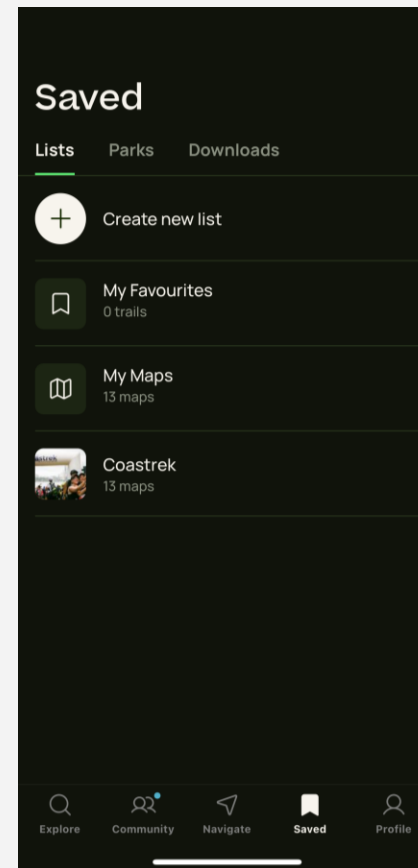 Saved
Lists Parks Downloads
Create new list
My Favourites
0 trails
My Maps
13 maps
Coastrek
13 maps
Explore Community Navigate Saved Profile